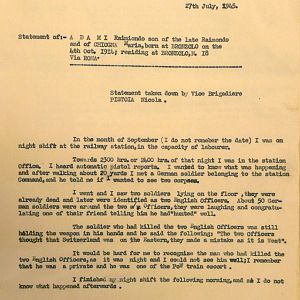 27th July, 1945.
Statement of:- A D A M I Raimondo son of the late Raimondo
and of CHIOGNA Maria, born at BRONZOLO on the
4th Oct. 1914; residing at BRONZOLO, N. 18
Via ROMA
Statement taken down by Vice Brigadiere
PISTOIA Nicola.
In the month of September (I do not remeber the date) I was on
night shift at the railway station, in the capacity of Labourer.
Towards 2300 hrs. or 2400 hrs. of that night I was in the station
Office. I heard automatic pistol reports. I wanted to know what was happening
and after walking about 20 yards I met a German soldier belonging to the station
Command, and he told me if I wanted to see two corpses.
I went and I saw two soldiers lying on the floor, they were
already dead and later were identified as two English Officers. About 50 Ger-
man soldiers were around the two English Officers, they were laughing and congratu-
lating one of their friend telling him he had "hunted" well.
The soldier who had killed the two English Officers was still
holding the weapon in his hands and he said the following: "The two Officers
thought that Switzerland was on the Eastern, they made a mistake as it is West".
It would be hard for me to recognize the man who had killed the
two English Officers, as it was night and I could not see him well; I remember
that he was a private and he was one of the PoW train escort.
I finished my night shift the following morning, and I do not know
what happened afterwards.